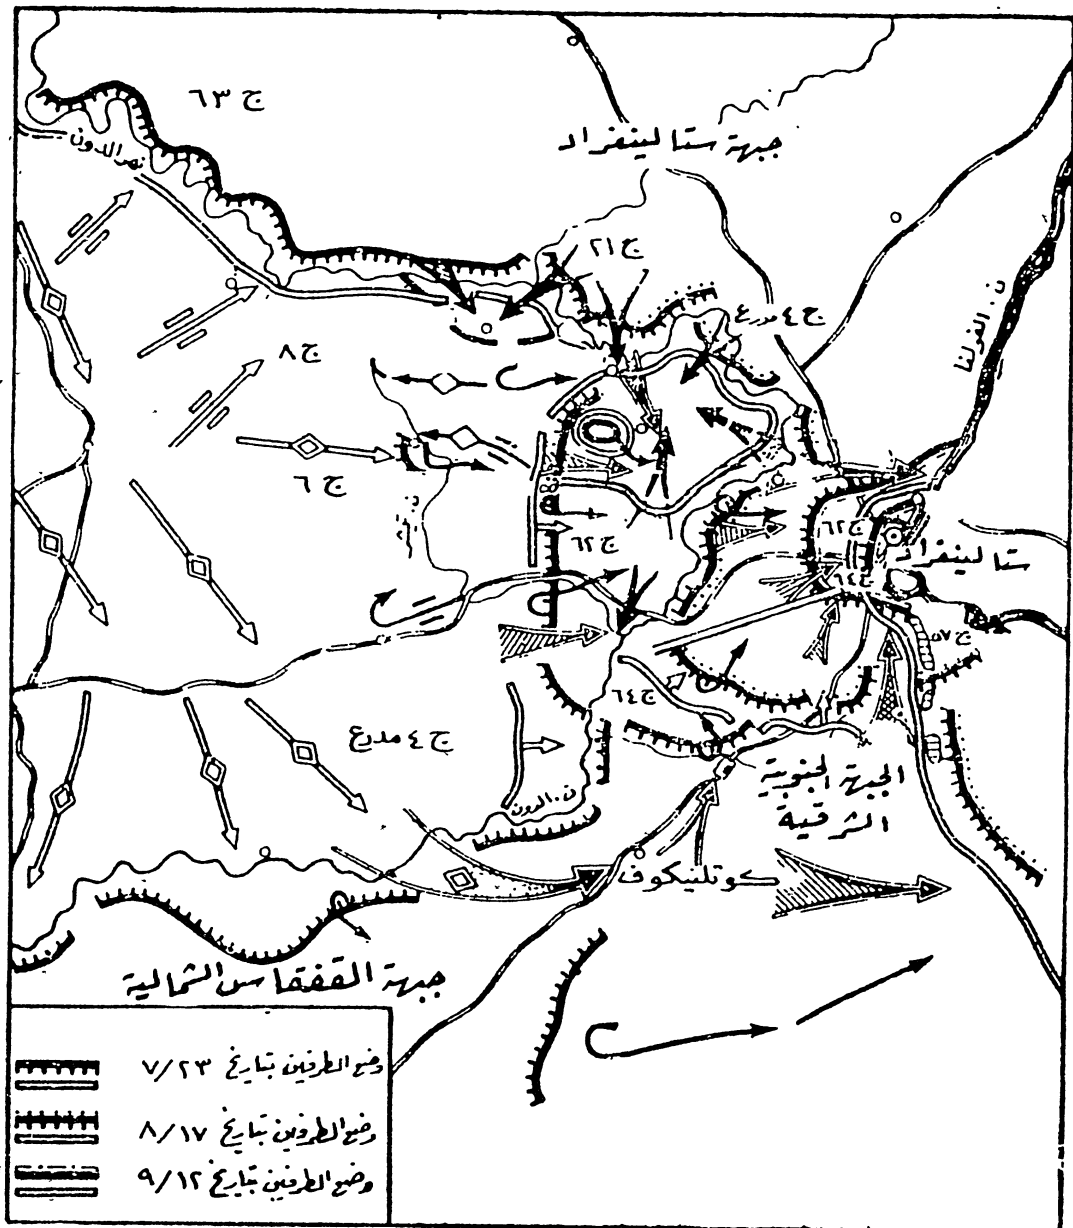 ج ٦٣
جبهة ستالينغراد
نهر الدون
ج ٢١
ج ٤ مدرع
ن. الفولغا
ج ٨
ج ٦
ج ٦٢
ج ٦٢
ستالينغراد
ج ٦٤
ج ٥٧
ج ٦٤
ج ٤ مدرع
الجبهة الجنوبية
الشرقية
ن. الدون
كوتلنيكوف
جبهة القفقاس الشمالية
وضع الطرفين بتاريخ ٧/٢٣
وضع الطرفين بتاريخ ٨/١٧
وضع الطرفين بتاريخ ٩/١٢